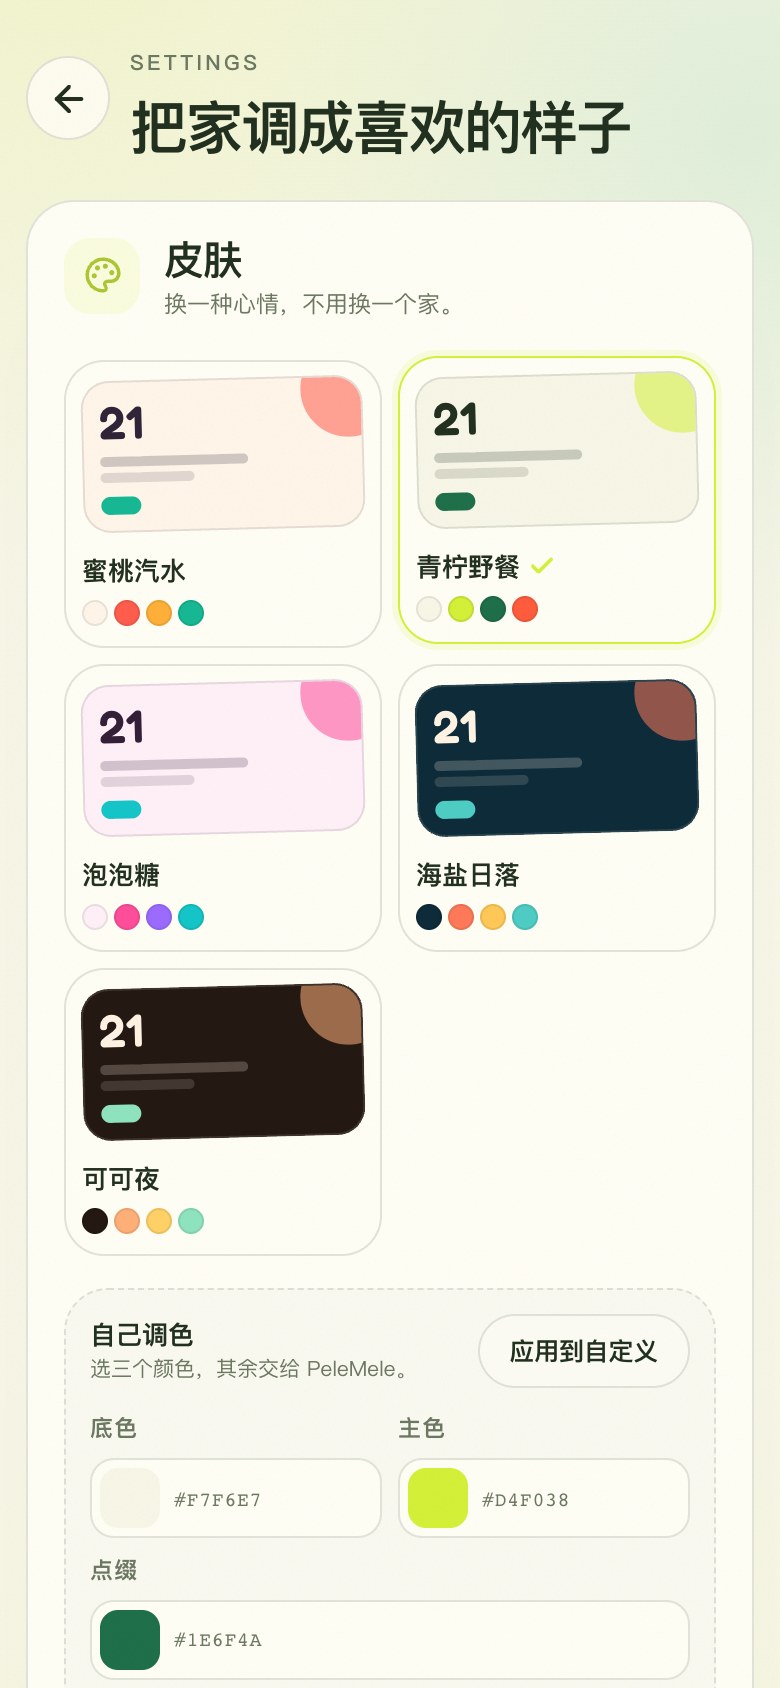 SETTINGS
把家调成喜欢的样子
皮肤
换一种心情，不用换一个家。
21
蜜桃汽水
21
青柠野餐
21
泡泡糖
21
海盐日落
21
可可夜
自己调色
选三个颜色，其余交给 PeleMele。
应用到自定义
底色
#F7F6E7
主色
#D4F038
点缀
#1E6F4A